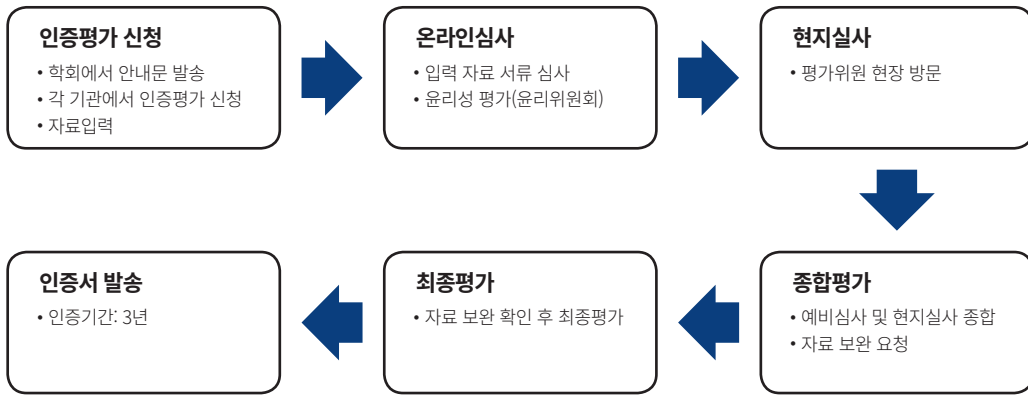 인증평가 신청
• 학회에서 안내문 발송
• 각 기관에서 인증평가 신청
• 자료입력
온라인심사
• 입력 자료 서류 심사
• 윤리성 평가(윤리위원회)
현지실사
• 평가위원 현장 방문
종합평가
• 예비심사 및 현지실사 종합
• 자료 보완 요청
최종평가
• 자료 보완 확인 후 최종평가
인증서 발송
• 인증기간: 3년